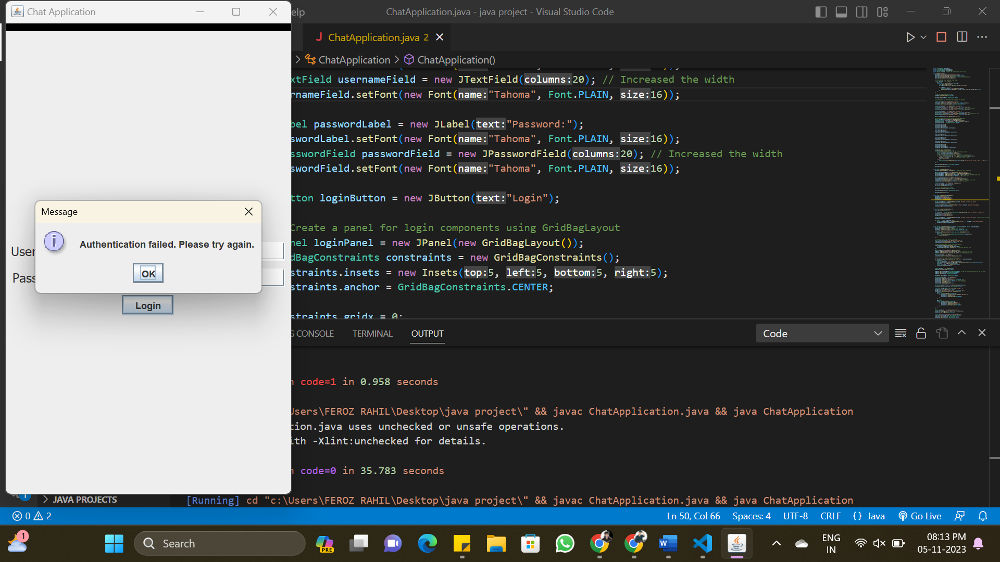 Chat Application
elp
ChatApplication.java - java project - Visual Studio Code
J ChatApplication.java 2
ChatApplication > ChatApplication()
xtField usernameField = new JTextField(columns:20); // Increased the width
rnameField.setFont(new Font(name:"Tahoma", Font.PLAIN, size:16));
bel passwordLabel = new JLabel(text:"Password:");
swordLabel.setFont(new Font(name:"Tahoma", Font.PLAIN, size:16));
sswordField passwordField = new JPasswordField(columns:20); // Increased the width
swordField.setFont(new Font(name:"Tahoma", Font.PLAIN, size:16));
tton loginButton = new JButton(text:"Login");
Create a panel for login components using GridBagLayout
nel loginPanel = new JPanel(new GridBagLayout());
dBagConstraints constraints = new GridBagConstraints();
straints.insets = new Insets(top:5, left:5, bottom:5, right:5);
straints.anchor = GridBagConstraints.CENTER;
straints gridx = 0;
Message
Authentication failed. Please try again.
OK
User
Pass
Login
G CONSOLE
TERMINAL
OUTPUT
Code
code=1 in 0.958 seconds
Users\FEROZ RAHIL\Desktop\java project\" && javac ChatApplication.java && java ChatApplication
tion.java uses unchecked or unsafe operations.
ith -Xlint:unchecked for details.
code=0 in 35.783 seconds
[Running] cd "c:\Users\FEROZ RAHIL\Desktop\java project\" && javac ChatApplication.java && java ChatApplication
JAVA PROJECTS
0 2
Ln 50, Col 66
Spaces: 4
UTF-8
CRLF
{} Java
Go Live
1
Search
PRE
ENG
IN
08:13 PM
05-11-2023